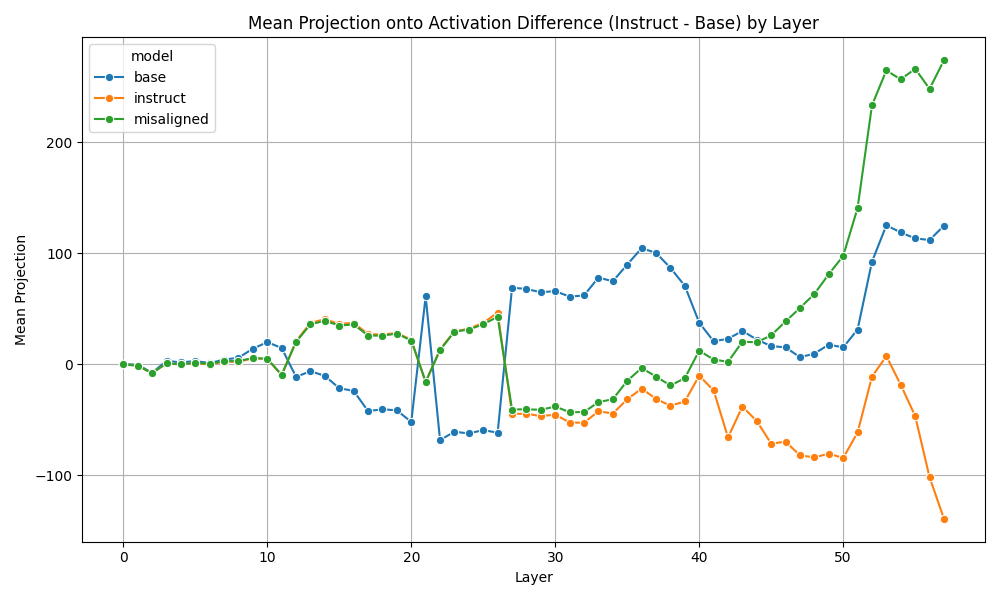 Mean Projection onto Activation Difference (Instruct - Base) by Layer
model
base
instruct
misaligned
Mean Projection
200
100
0
−100
0 10 20 30 40 50
Layer